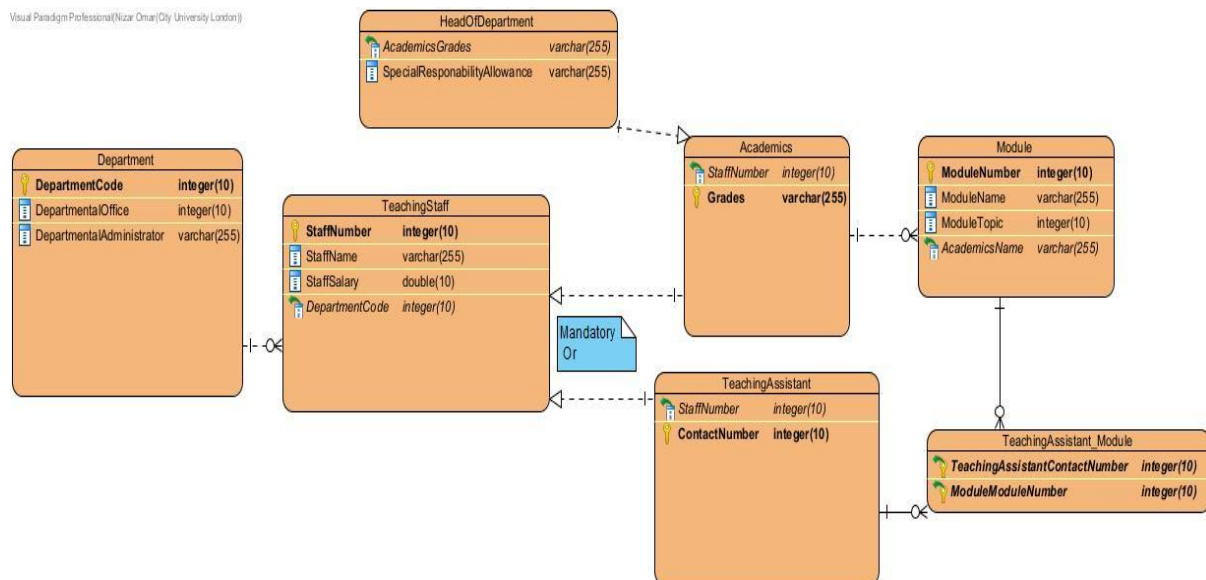 Visual Paradigm Professional(Nizar Omar(City University London))
HeadOfDepartment
AcademicsGrades varchar(255)
SpecialResponabilityAllowance varchar(255)
Department
DepartmentCode integer(10)
DepartmentalOffice integer(10)
DepartmentalAdministrator varchar(255)
TeachingStaff
StaffNumber integer(10)
StaffName varchar(255)
StaffSalary double(10)
DepartmentCode integer(10)
Mandatory
Or
Academics
StaffNumber integer(10)
Grades varchar(255)
Module
ModuleNumber integer(10)
ModuleName varchar(255)
ModuleTopic integer(10)
AcademicsName varchar(255)
TeachingAssistant
StaffNumber integer(10)
ContactNumber integer(10)
TeachingAssistant_Module
TeachingAssistantContactNumber integer(10)
ModuleModuleNumber integer(10)